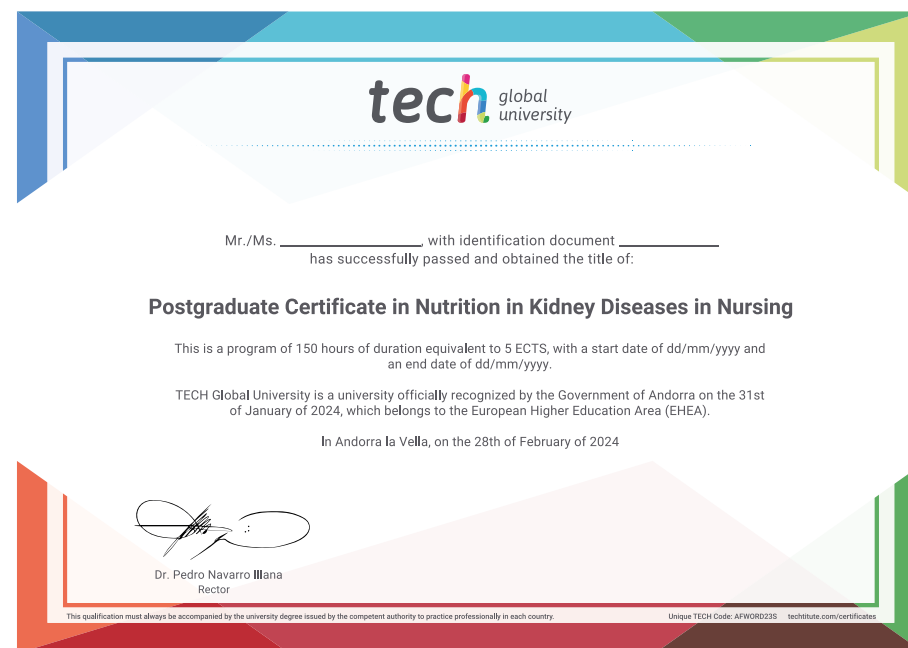 tech global
university
Mr./Ms. ____________________, with identification document ______________
has successfully passed and obtained the title of:
Postgraduate Certificate in Nutrition in Kidney Diseases in Nursing
This is a program of 150 hours of duration equivalent to 5 ECTS, with a start date of dd/mm/yyyy and
an end date of dd/mm/yyyy.
TECH Global University is a university officially recognized by the Government of Andorra on the 31st
of January of 2024, which belongs to the European Higher Education Area (EHEA).
In Andorra la Vella, on the 28th of February of 2024
Dr. Pedro Navarro Illana
Rector
This qualification must always be accompanied by the university degree issued by the competent authority to practice professionally in each country. Unique TECH Code: AFWORD23S techtitute.com/certificates